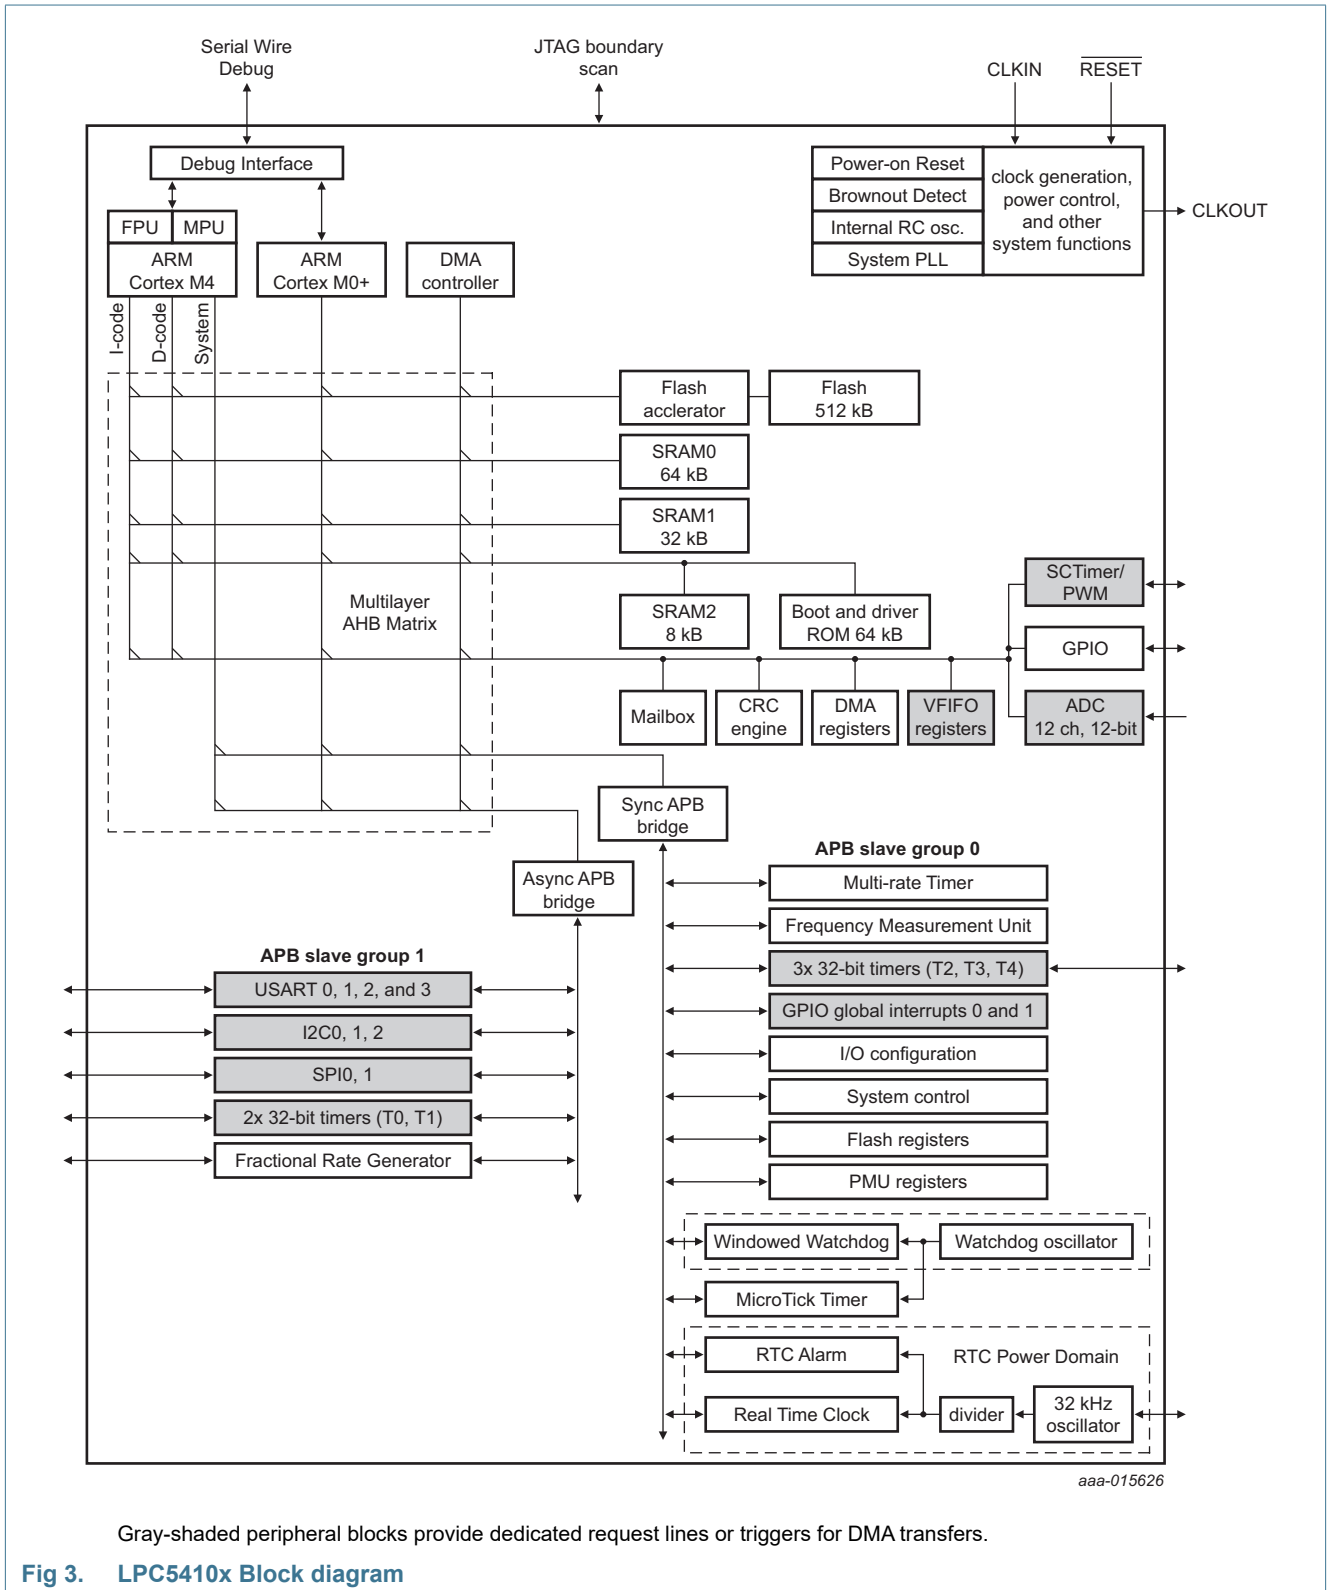 Serial Wire
Debug
JTAG boundary
scan
CLKIN
RESET
Debug Interface
Power-on Reset
Brownout Detect
Internal RC osc.
System PLL
clock generation,
power control,
and other
system functions
CLKOUT
FPU
MPU
ARM
Cortex M4
ARM
Cortex M0+
DMA
controller
I-code
D-code
System
Flash
acclerator
Flash
512 kB
SRAM0
64 kB
SRAM1
32 kB
SCTimer/
PWM
Multilayer
AHB Matrix
SRAM2
8 kB
Boot and driver
ROM 64 kB
GPIO
Mailbox
CRC
engine
DMA
registers
VFIFO
registers
ADC
12 ch, 12-bit
Sync APB
bridge
Async APB
bridge
APB slave group 0
Multi-rate Timer
Frequency Measurement Unit
3x 32-bit timers (T2, T3, T4)
GPIO global interrupts 0 and 1
I/O configuration
System control
Flash registers
PMU registers
APB slave group 1
USART 0, 1, 2, and 3
I2C0, 1, 2
SPI0, 1
2x 32-bit timers (T0, T1)
Fractional Rate Generator
Windowed Watchdog
Watchdog oscillator
MicroTick Timer
RTC Alarm
RTC Power Domain
Real Time Clock
divider
32 kHz
oscillator
aaa-015626
Gray-shaded peripheral blocks provide dedicated request lines or triggers for DMA transfers.
Fig 3. LPC5410x Block diagram